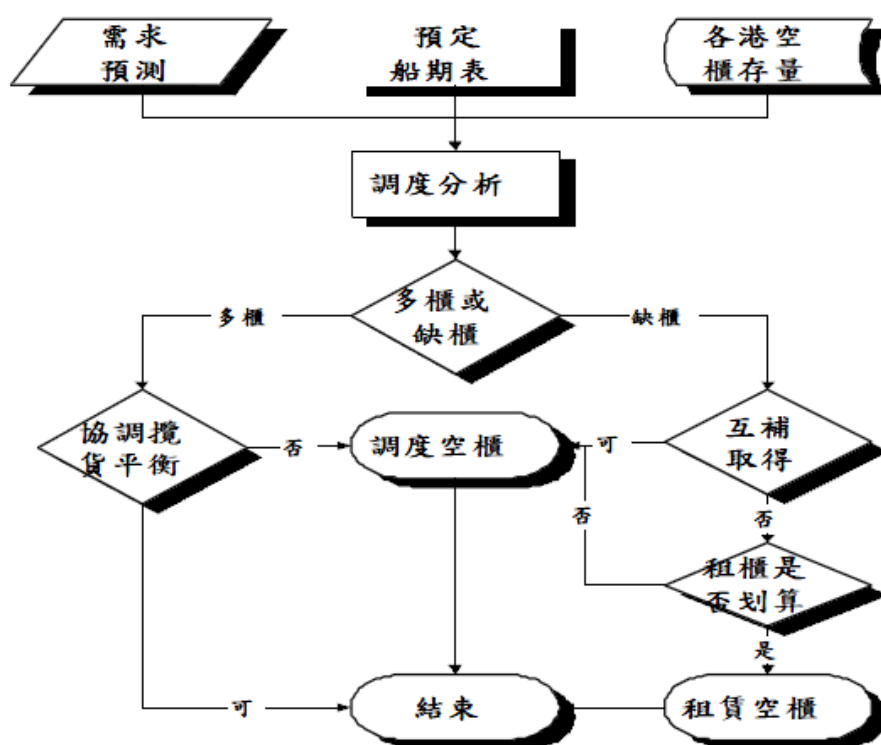 需求
預測
預定
船期表
各港空
櫃存量
調度分析
多櫃或
缺櫃
多櫃
缺櫃
協調攬
貨平衡
否
調度空櫃
可
互補
取得
否
否
租櫃是
否划算
是
可
結束
租賃空櫃